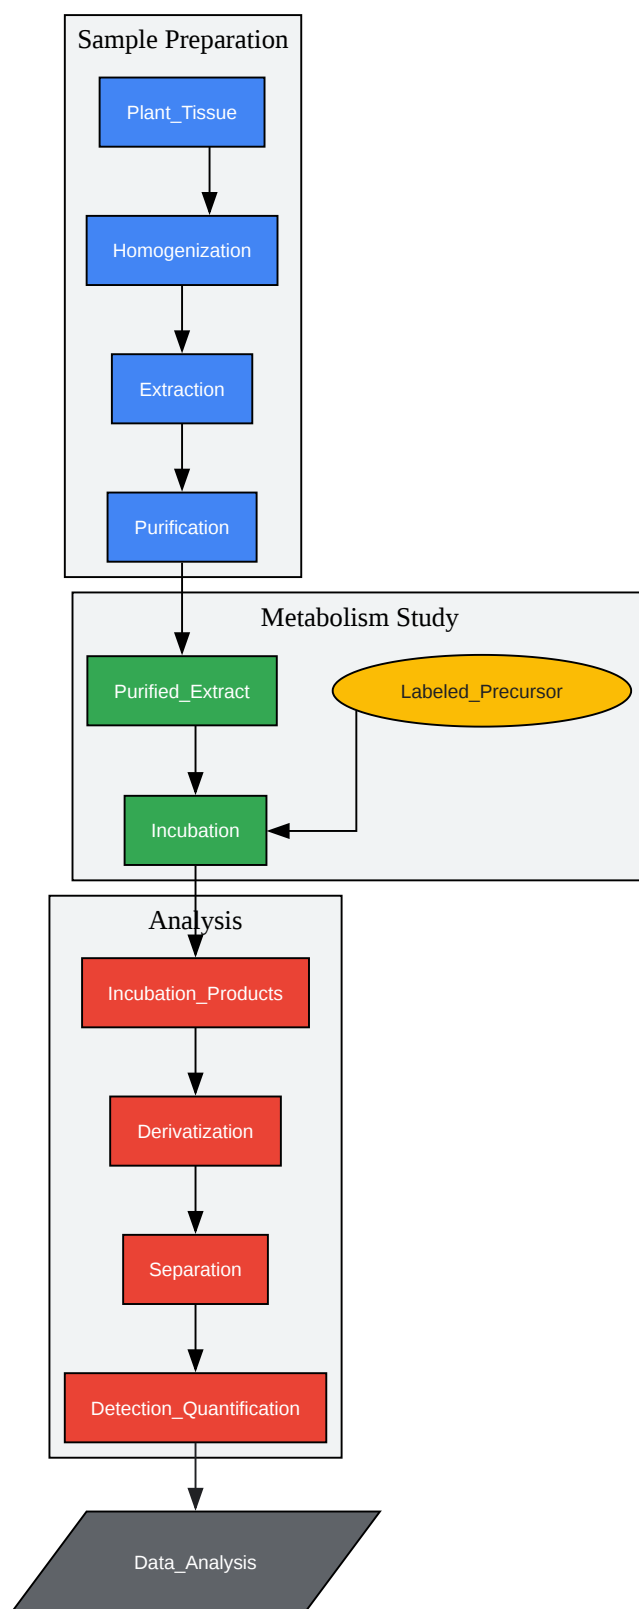 Sample Preparation
Plant_Tissue
Homogenization
Extraction
Purification
Metabolism Study
Purified_Extract
Labeled_Precursor
Incubation
Analysis
Incubation_Products
Derivatization
Separation
Detection_Quantification
Data_Analysis